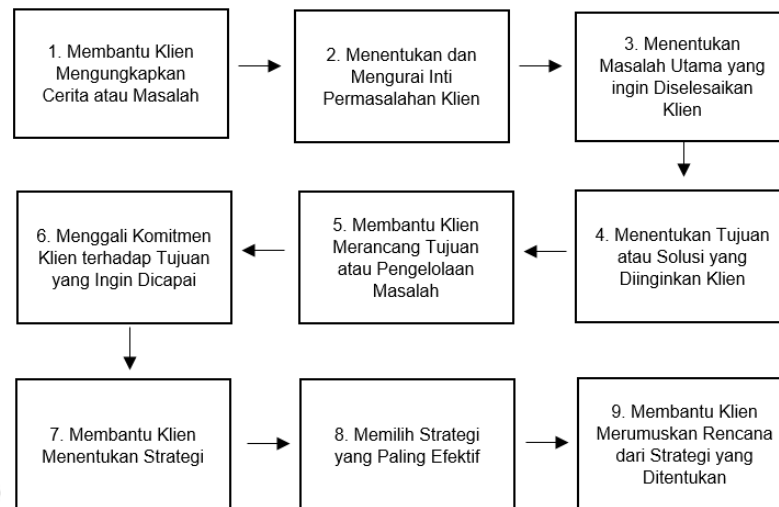 1. Membantu Klien
Mengungkapkan
Cerita atau Masalah
2. Menentukan dan
Mengurai Inti
Permasalahan Klien
3. Menentukan
Masalah Utama yang
ingin Diselesaikan
Klien
4. Menentukan Tujuan
atau Solusi yang
Diinginkan Klien
5. Membantu Klien
Merancang Tujuan
atau Pengelolaan
Masalah
6. Menggali Komitmen
Klien terhadap Tujuan
yang Ingin Dicapai
7. Membantu Klien
Menentukan Strategi
8. Memilih Strategi
yang Paling Efektif
9. Membantu Klien
Merumuskan Rencana
dari Strategi yang
Ditentukan